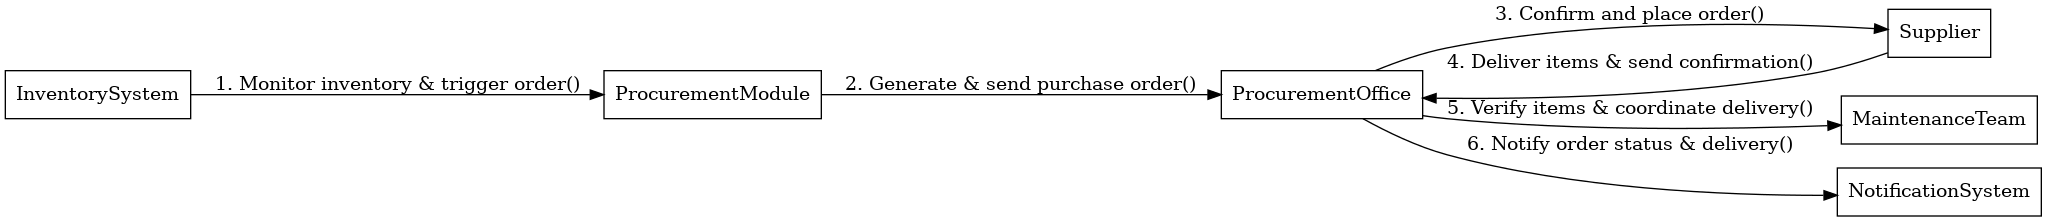 InventorySystem
1. Monitor inventory & trigger order()
ProcurementModule
2. Generate & send purchase order()
ProcurementOffice
3. Confirm and place order()
Supplier
4. Deliver items & send confirmation()
5. Verify items & coordinate delivery()
MaintenanceTeam
6. Notify order status & delivery()
NotificationSystem